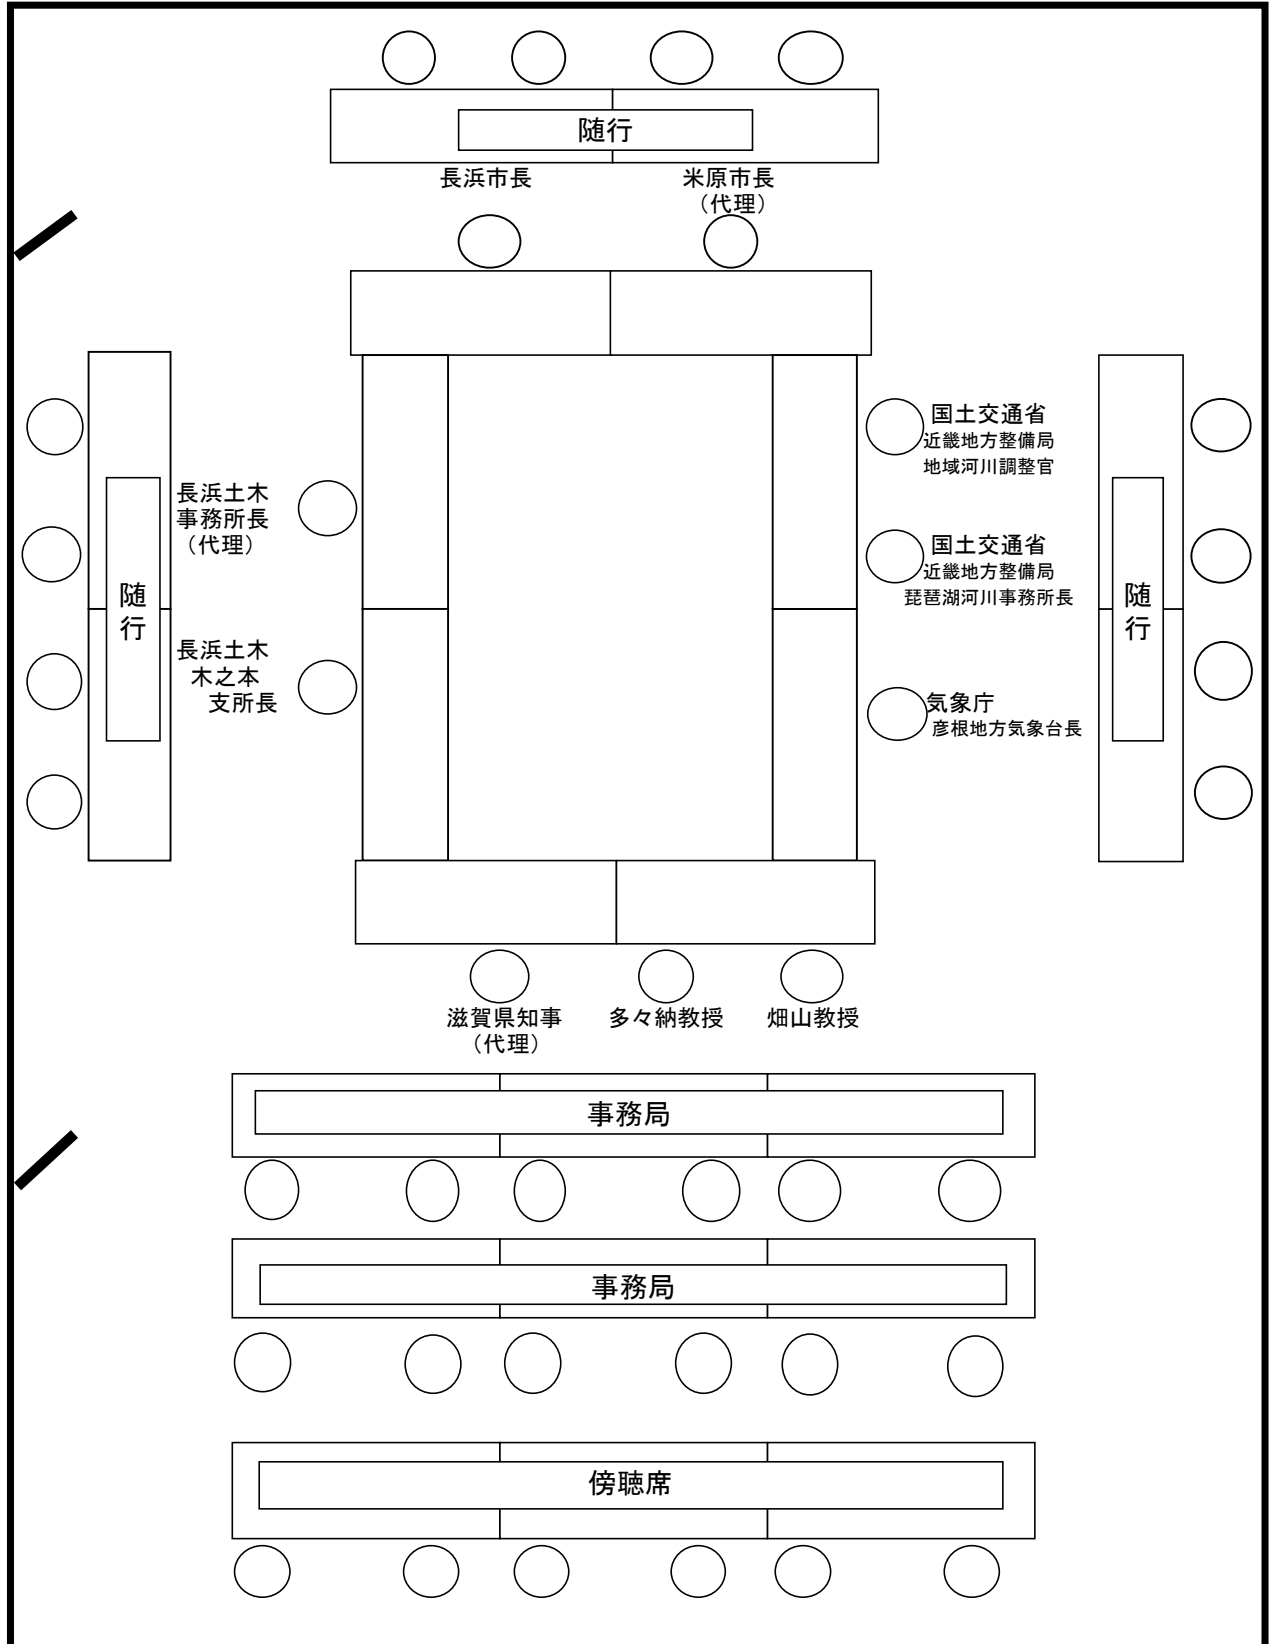 随行
長浜市長
米原市長
（代理）
長浜土木
事務所長
（代理）
随
行
長浜土木
木之本
支所長
国土交通省
近畿地方整備局
地域河川調整官
国土交通省
近畿地方整備局
琵琶湖河川事務所長
気象庁
彦根地方気象台長
随
行
滋賀県知事
（代理）
多々納教授
畑山教授
事務局
事務局
傍聴席